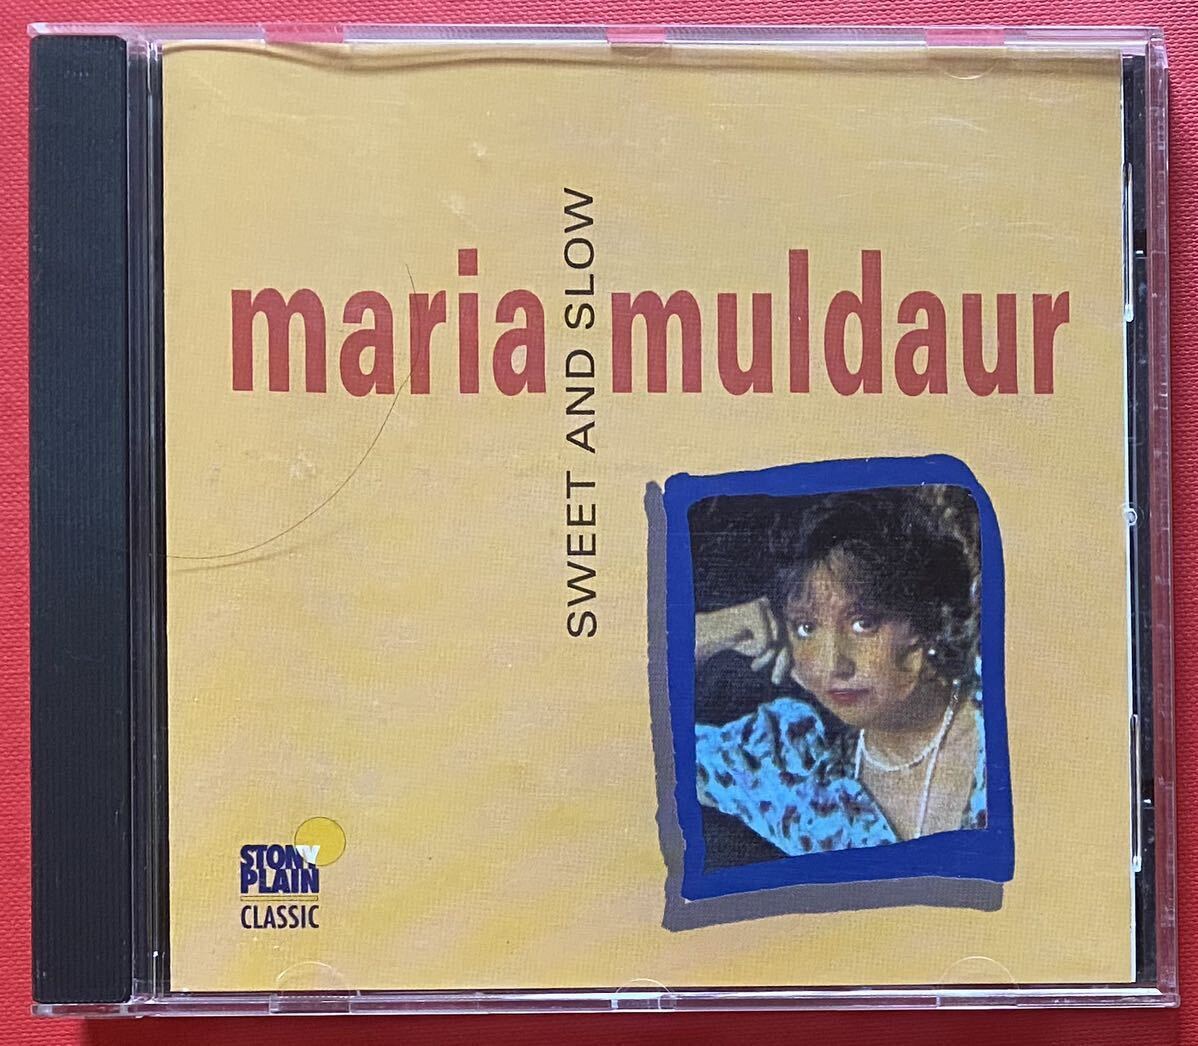 maria muldaur
SWEET AND SLOW
STONY
PLAIN
CLASSIC